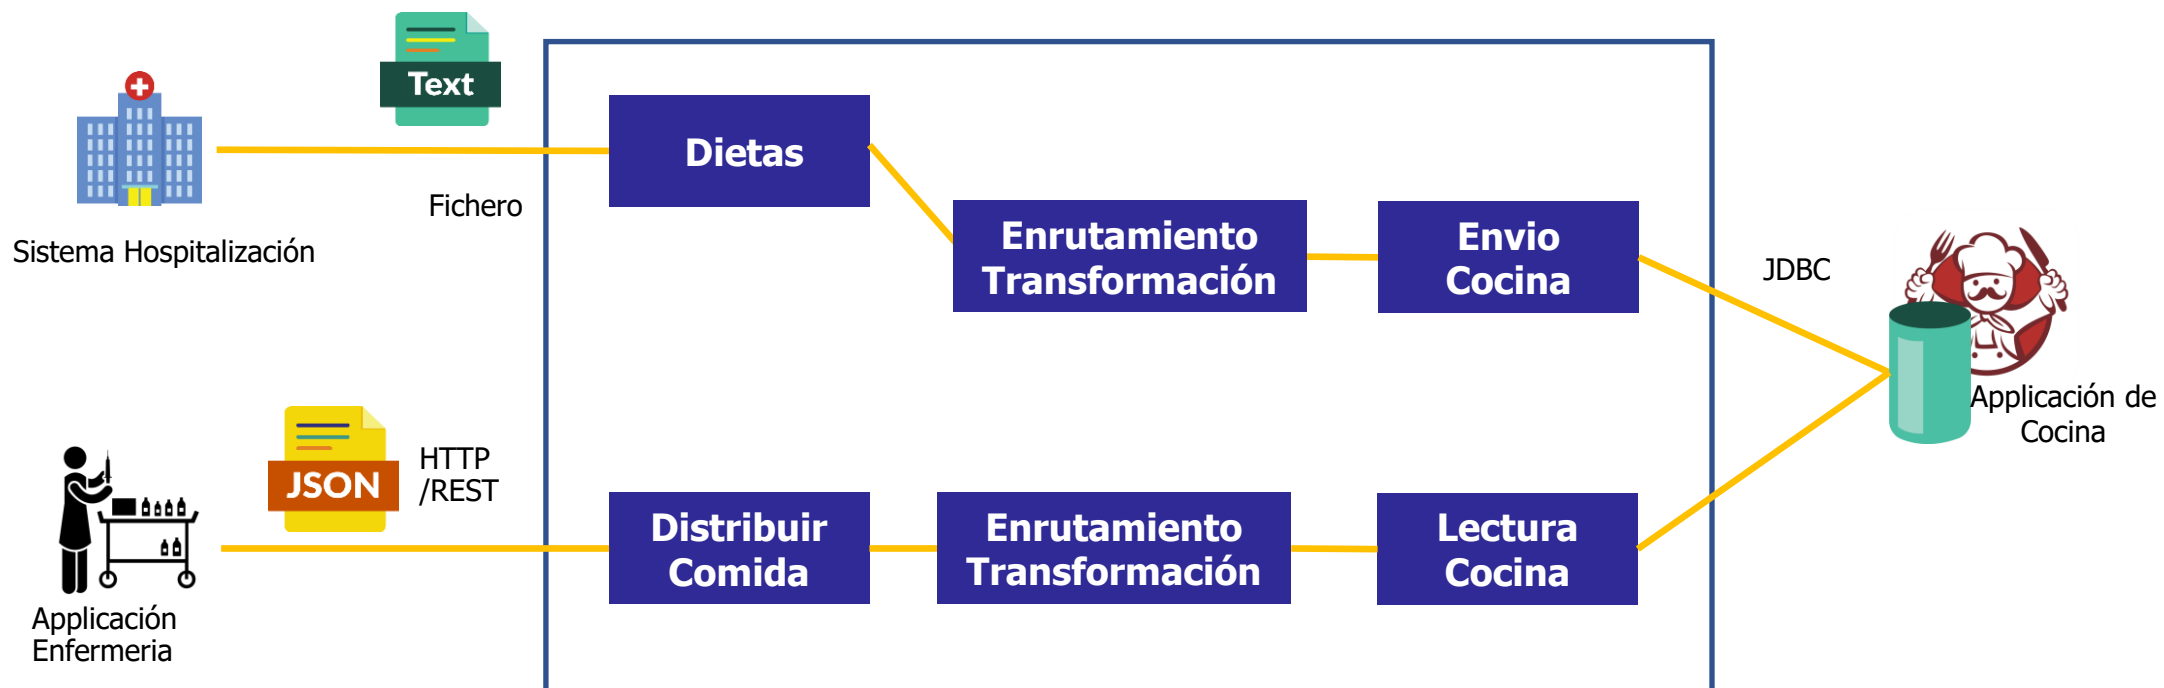 Text
Dietas
Fichero
Sistema Hospitalización
Enrutamiento
Transformación
Envio
Cocina
JDBC
Applicación de
Cocina
JSON
HTTP
/REST
Distribuir
Comida
Enrutamiento
Transformación
Lectura
Cocina
Applicación
Enfermeria